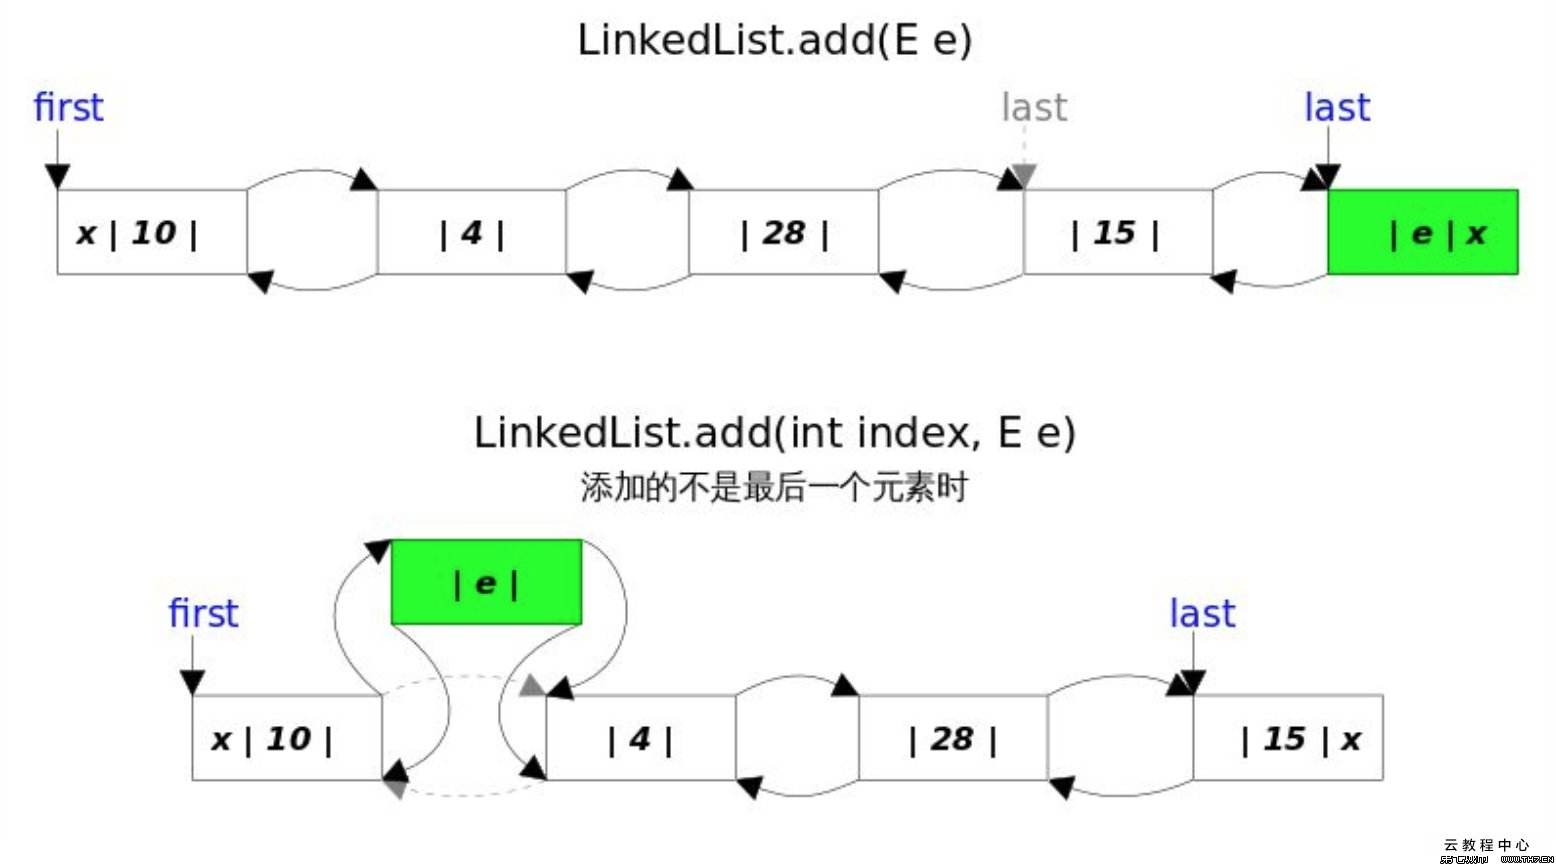 LinkedList.add(E e)
first last last
x | 10 | | 4 | | 28 | | 15 | | e | x
LinkedList.add(int index, E e)
添加的不是最后一个元素时
| e |
first last
x | 10 | | 4 | | 28 | | 15 | x
云教程中心